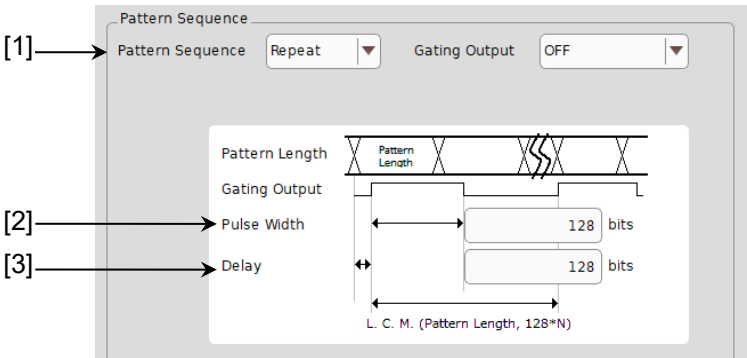 Pattern Sequence
[1] Pattern Sequence Repeat Gating Output OFF
Pattern Length Pattern
Length
Gating Output
[2] Pulse Width 128 bits
[3] Delay 128 bits
L. C. M. (Pattern Length, 128*N)